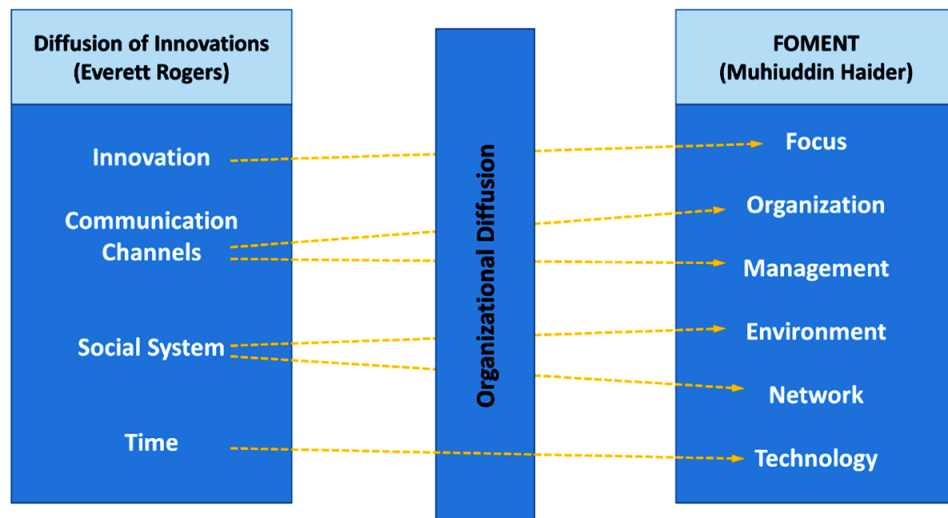 Diffusion of Innovations
(Everett Rogers)
Innovation
Communication
Channels
Social System
Time
Organizational Diffusion
FOMENT
(Muhiuddin Haider)
Focus
Organization
Management
Environment
Network
Technology